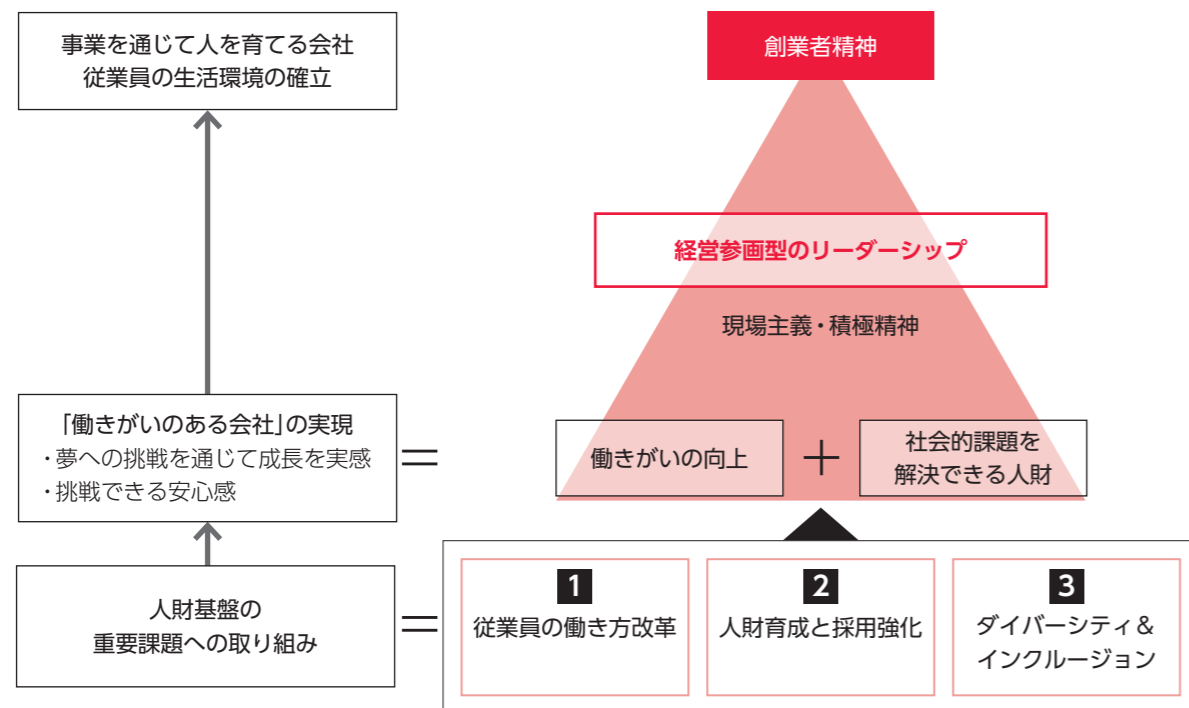 事業を通じて人を育てる会社
従業員の生活環境の確立
創業者精神
経営参画型のリーダーシップ
現場主義・積極精神
「働きがいのある会社」の実現
・夢への挑戦を通じて成長を実感
・挑戦できる安心感
=
働きがいの向上
+
社会的課題を
解決できる人財
人財基盤の
重要課題への取り組み
=
1
従業員の働き方改革
2
人財育成と採用強化
3
ダイバーシティ&
インクルージョン